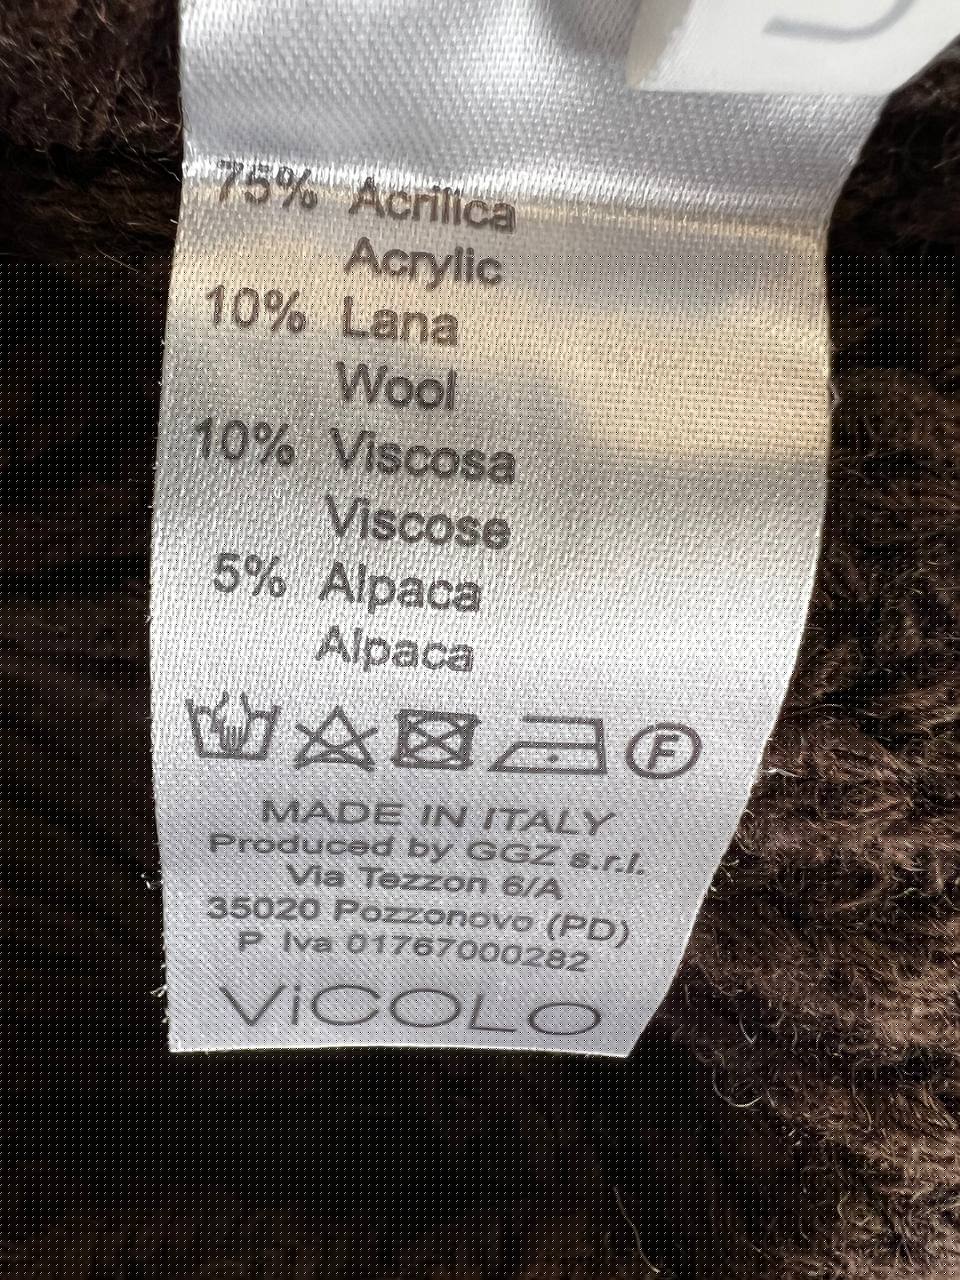 75% Acrilica
Acrylic
10% Lana
Wool
10% Viscosa
Viscose
5% Alpaca
Alpaca
F
MADE IN ITALY
Produced by GGZ s.r.l.
Via Tezzon 6/A
35020 Pozzonovo (PD)
P Iva 01767000282
ViCOLO